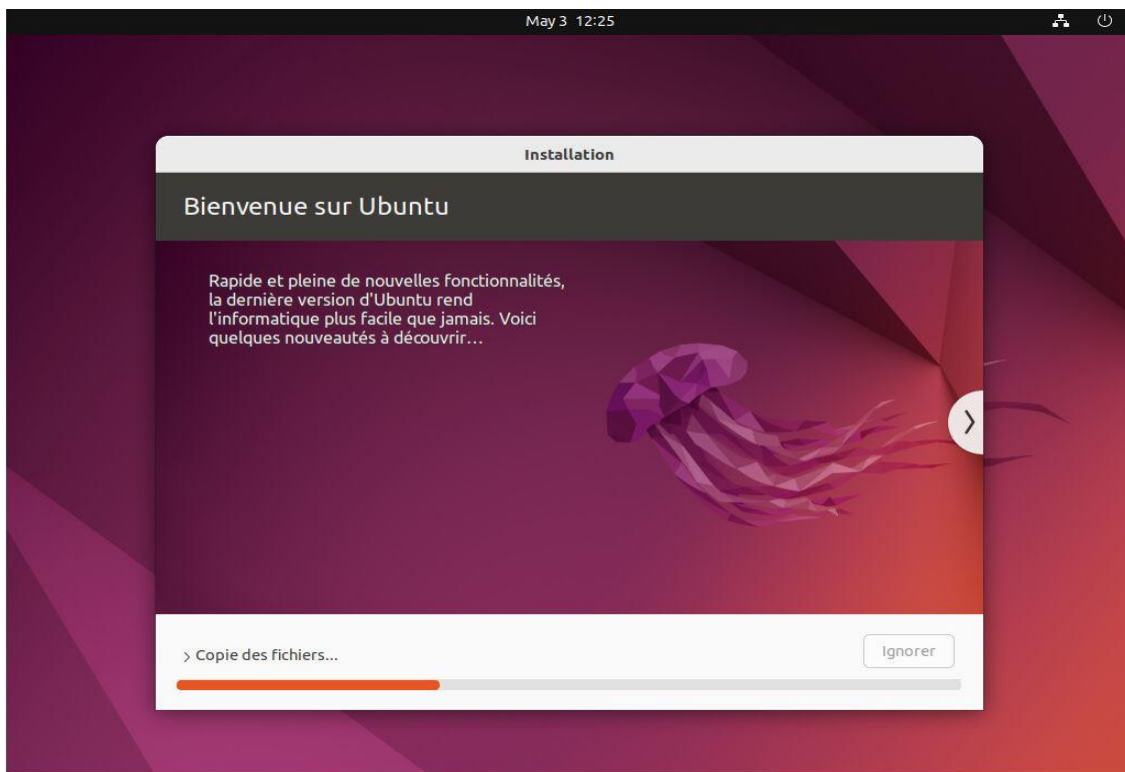 May 3 12:25
Installation
Bienvenue sur Ubuntu
Rapide et pleine de nouvelles fonctionnalités,
la dernière version d'Ubuntu rend
l'informatique plus facile que jamais. Voici
quelques nouveautés à découvrir…
> Copie des fichiers...
Ignorer